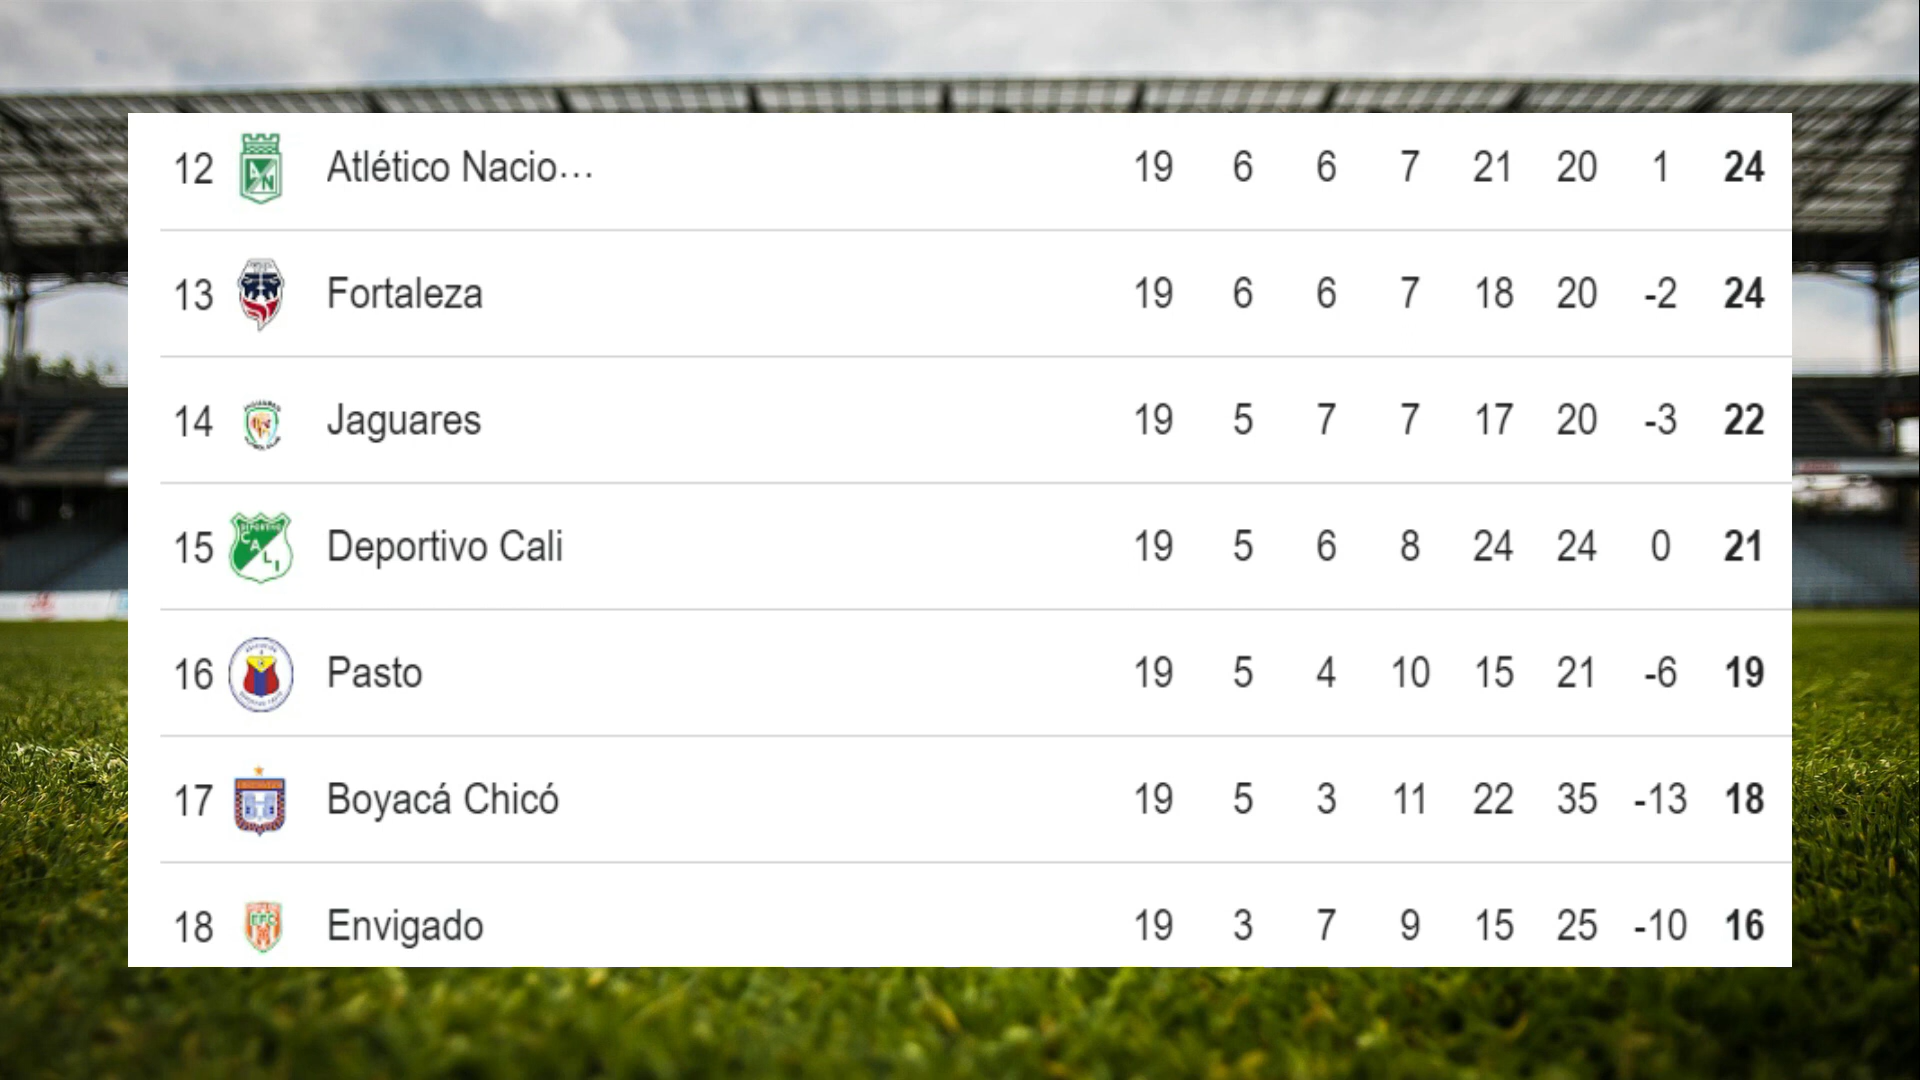 12 Atlético Nacio... 19 6 6 7 21 20 1 24
13 Fortaleza 19 6 6 7 18 20 -2 24
14 Jaguares 19 5 7 7 17 20 -3 22
15 DEPORTIVO CALI Deportivo Cali 19 5 6 8 24 24 0 21
16 Pasto 19 5 4 10 15 21 -6 19
17 Boyacá Chicó 19 5 3 11 22 35 -13 18
18 EFC Envigado 19 3 7 9 15 25 -10 16